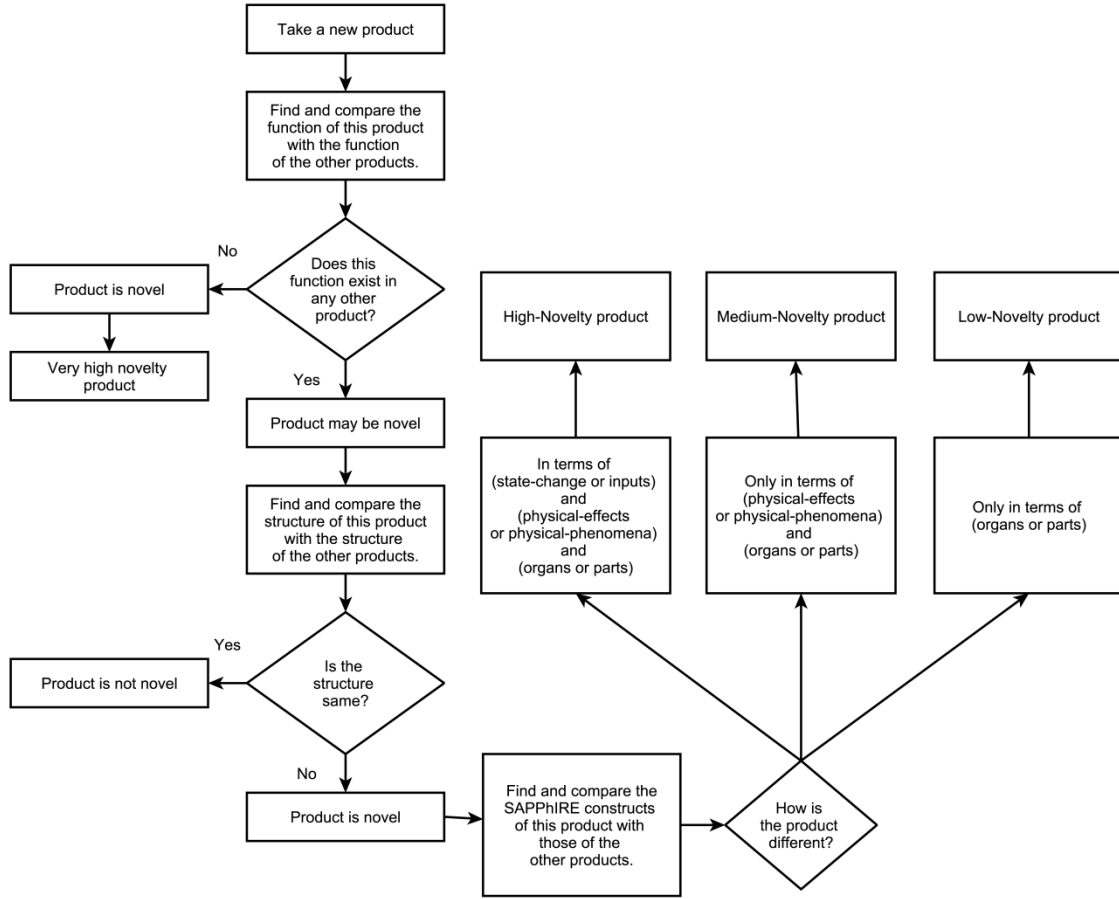 Take a new product
Find and compare the
function of this product
with the function
of the other products.
Does this
function exist in
any other
product?
No
Product is novel
Very high novelty
product
Yes
Product may be novel
Find and compare the
structure of this product
with the structure
of the other products.
Is the
structure
same?
Yes
Product is not novel
No
Product is novel
Find and compare the
SAPPhIRE constructs
of this product with
those of the
other products.
How is
the product
different?
In terms of
(state-change or inputs)
and
(physical-effects
or physical-phenomena)
and
(organs or parts)
High-Novelty product
Only in terms of
(physical-effects
or physical-phenomena)
and
(organs or parts)
Medium-Novelty product
Only in terms of
(organs or parts)
Low-Novelty product